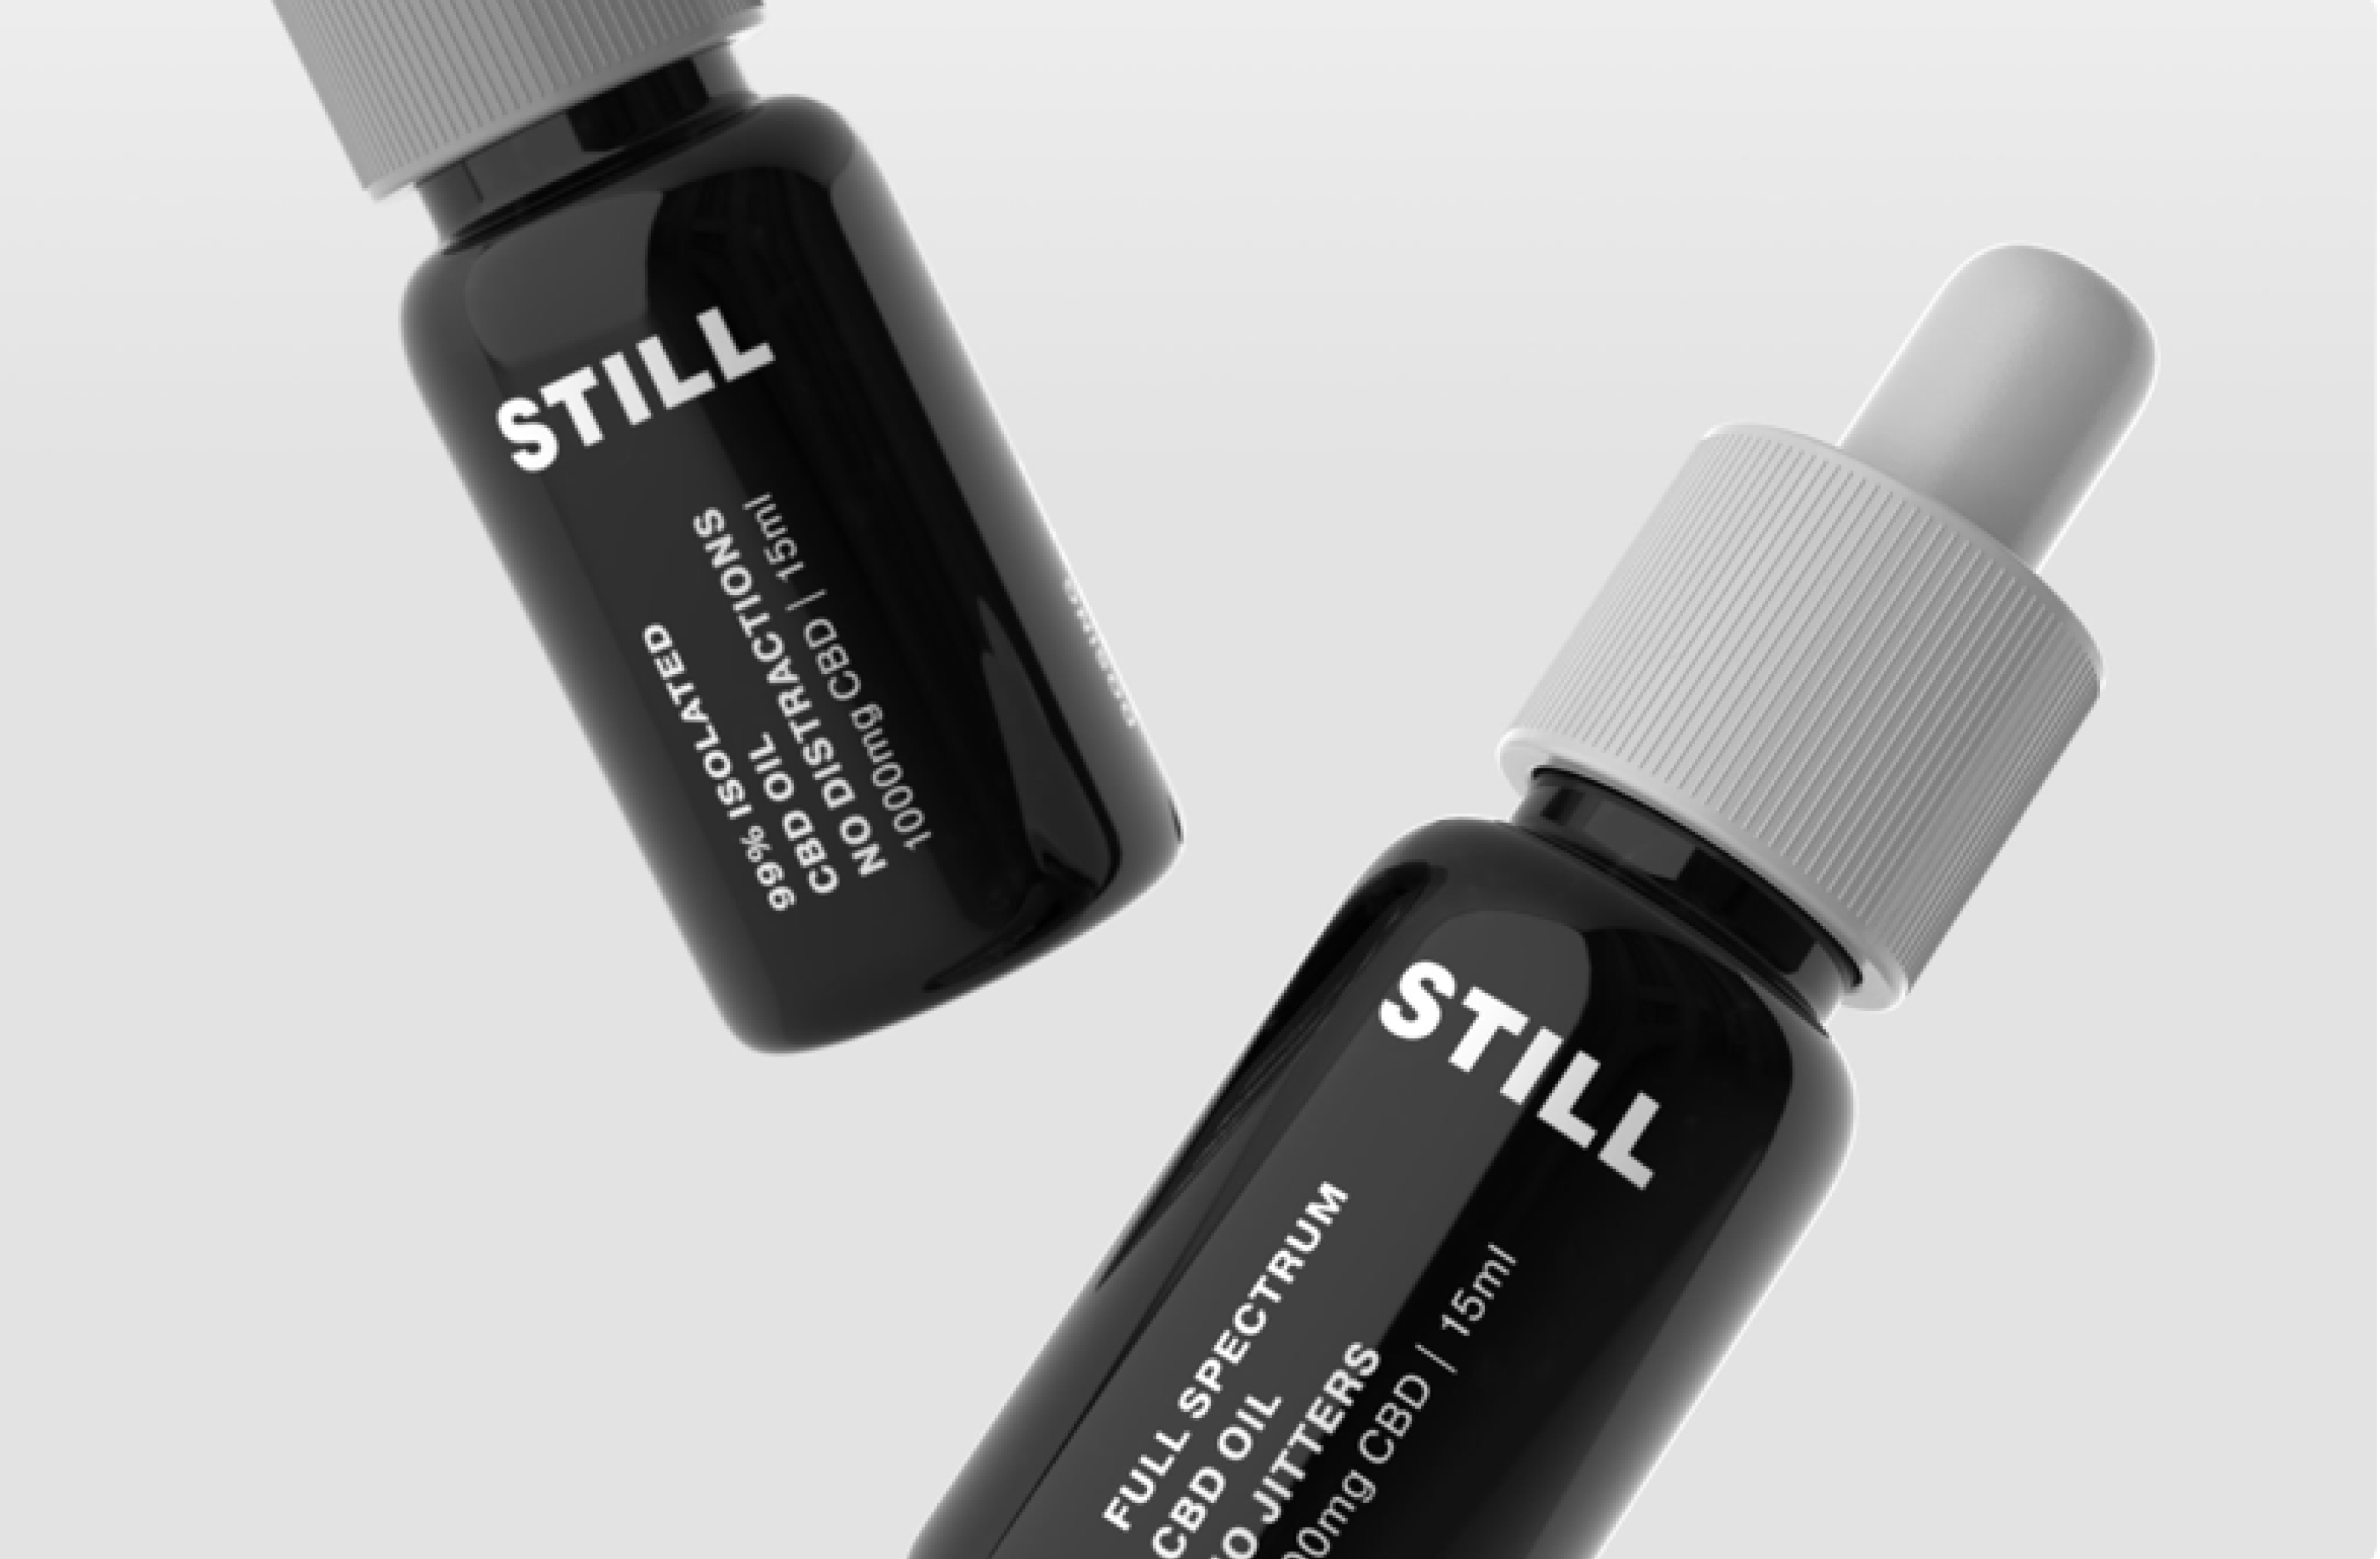 STILL
99% ISOLATED
CBD OIL
NO DISTRACTIONS
1000mg CBD | 15ml
STILL
FULL SPECTRUM
CBD OIL
JITTERS
CBD | 15ml